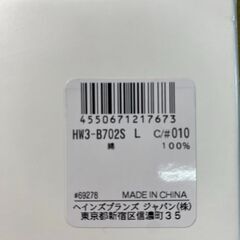 4550671217673
HW3-B702S L C/#010
綿 100%
#69276 MADE IN CHINA
ヘインズブランズ ジャパン(株)
東京都新宿区信濃町35